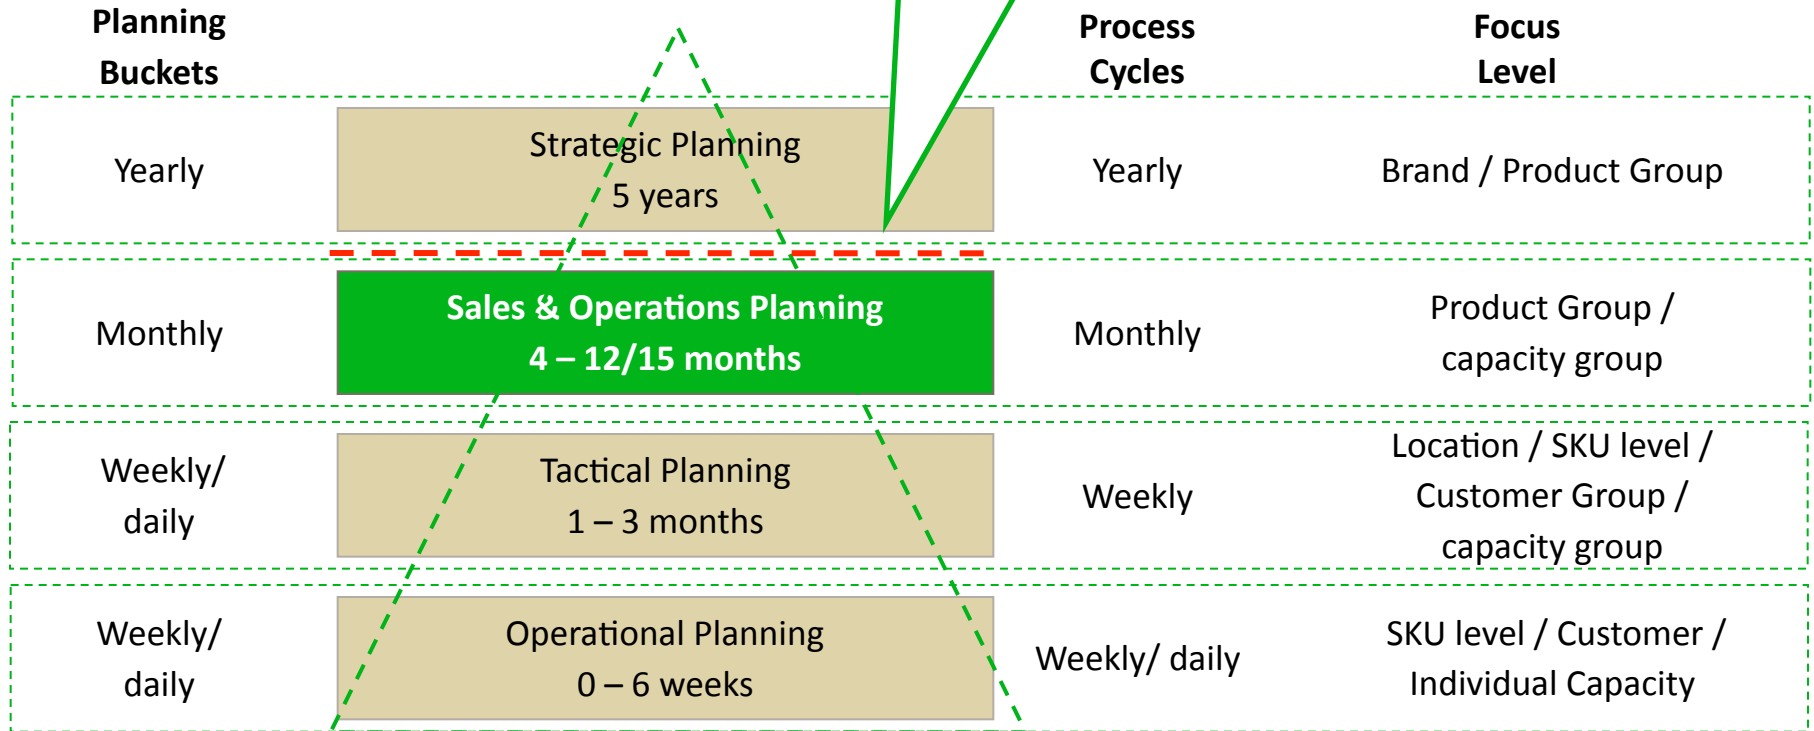 Planning
Buckets
Process
Cycles
Focus
Level
Yearly
Strategic Planning
5 years
Yearly
Brand / Product Group
Monthly
Sales & Operations Planning
4 – 12/15 months
Monthly
Product Group /
capacity group
Weekly/
daily
Tactical Planning
1 – 3 months
Weekly
Location / SKU level /
Customer Group /
capacity group
Weekly/
daily
Operational Planning
0 – 6 weeks
Weekly/ daily
SKU level / Customer /
Individual Capacity